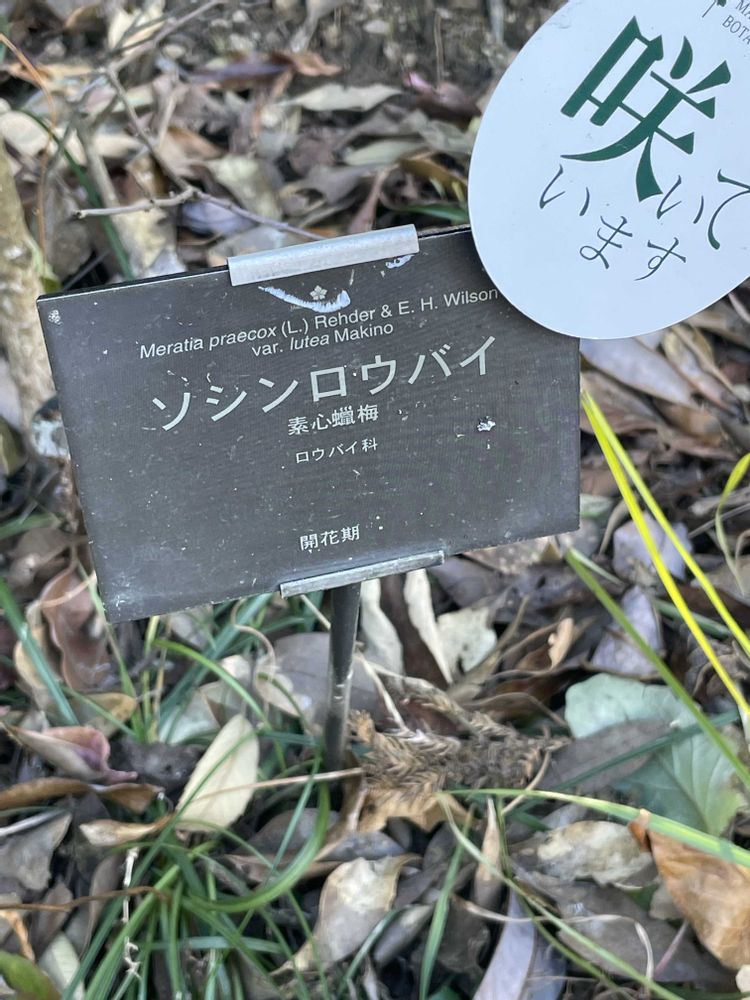 咲いて
います
Meratia praecox (L.) Rehder & E. H. Wilson
var. lutea Makino
ソシンロウバイ
素心蠟梅
ロウバイ科
開花期